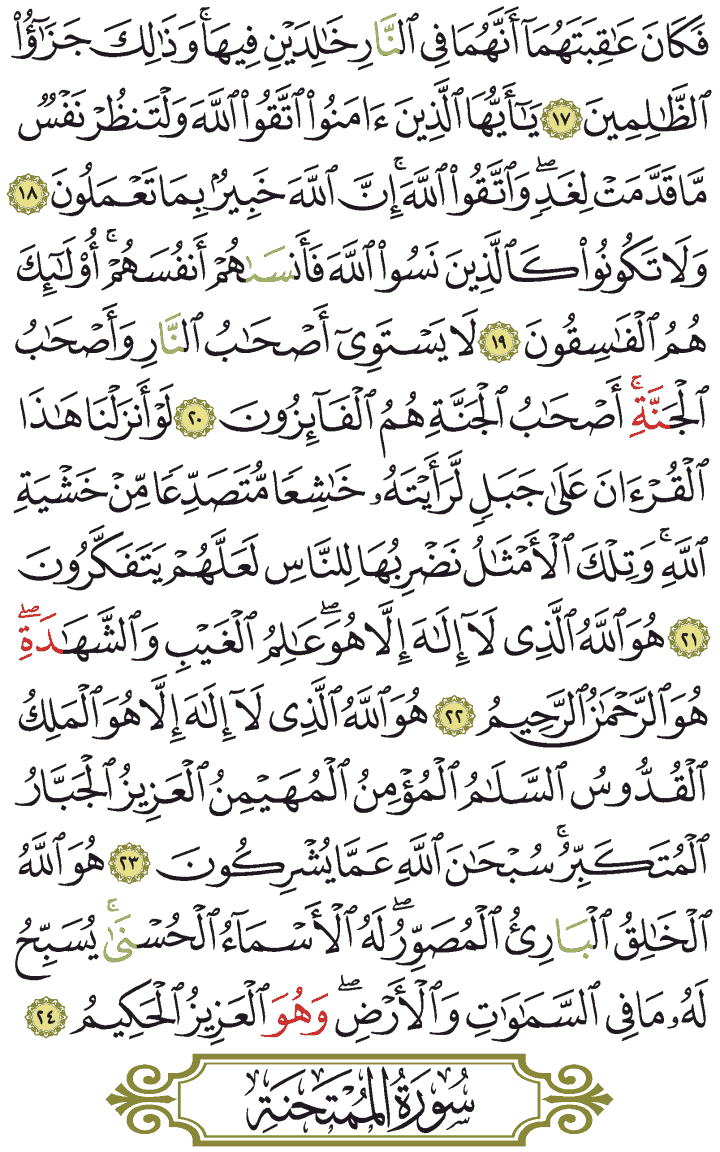 فَكَانَ عَـٰقِبَتَهُمَآ أَنَّهُمَا فِى ٱلنَّارِ خَـٰلِدَيْنِ فِيهَاۚ وَذَٰلِكَ جَزَـٰٓؤُا۟
ٱلظَّـٰلِمِينَ ١٧ يَـٰٓأَيُّهَا ٱلَّذِينَ ءَامَنُوا۟ ٱتَّقُوا۟ ٱللَّهَ وَلْتَنظُرْ نَفْسٌ
مَّا قَدَّمَتْ لِغَدٍۖ وَٱتَّقُوا۟ ٱللَّهَۚ إِنَّ ٱللَّهَ خَبِيرٌۢ بِمَا تَعْمَلُونَ ١٨
وَلَا تَكُونُوا۟ كَٱلَّذِينَ نَسُوا۟ ٱللَّهَ فَأَنسَىٰهُمْ أَنفُسَهُمْۚ أُو۟لَـٰٓئِكَ
هُمُ ٱلْفَـٰسِقُونَ ١٩ لَا يَسْتَوِىٓ أَصْحَـٰبُ ٱلنَّارِ وَأَصْحَـٰبُ
ٱلْجَنَّةِۚ أَصْحَـٰبُ ٱلْجَنَّةِ هُمُ ٱلْفَآئِزُونَ ٢٠ لَوْ أَنزَلْنَا هَـٰذَا
ٱلْقُرْءَانَ عَلَىٰ جَبَلٍ لَّرَأَيْتَهُۥ خَـٰشِعًا مُّتَصَدِّعًا مِّنْ خَشْيَةِ
ٱللَّهِۚ وَتِلْكَ ٱلْأَمْثَـٰلُ نَضْرِبُهَا لِلنَّاسِ لَعَلَّهُمْ يَتَفَكَّرُونَ
٢١ هُوَ ٱللَّهُ ٱلَّذِى لَآ إِلَـٰهَ إِلَّا هُوَۖ عَـٰلِمُ ٱلْغَيْبِ وَٱلشَّهَـٰدَةِۖ
هُوَ ٱلرَّحْمَـٰنُ ٱلرَّحِيمُ ٢٢ هُوَ ٱللَّهُ ٱلَّذِى لَآ إِلَـٰهَ إِلَّا هُوَ ٱلْمَلِكُ
ٱلْقُدُّوسُ ٱلسَّلَـٰمُ ٱلْمُؤْمِنُ ٱلْمُهَيْمِنُ ٱلْعَزِيزُ ٱلْجَبَّارُ
ٱلْمُتَكَبِّرُۚ سُبْحَـٰنَ ٱللَّهِ عَمَّا يُشْرِكُونَ ٢٣ هُوَ ٱللَّهُ
ٱلْخَـٰلِقُ ٱلْبَارِئُ ٱلْمُصَوِّرُۖ لَهُ ٱلْأَسْمَآءُ ٱلْحُسْنَىٰۚ يُسَبِّحُ
لَهُۥ مَا فِى ٱلسَّمَـٰوَٰتِ وَٱلْأَرْضِۖ وَهُوَ ٱلْعَزِيزُ ٱلْحَكِيمُ ٢٤
سُورَةُ الْمُمْتَحَنَةِ